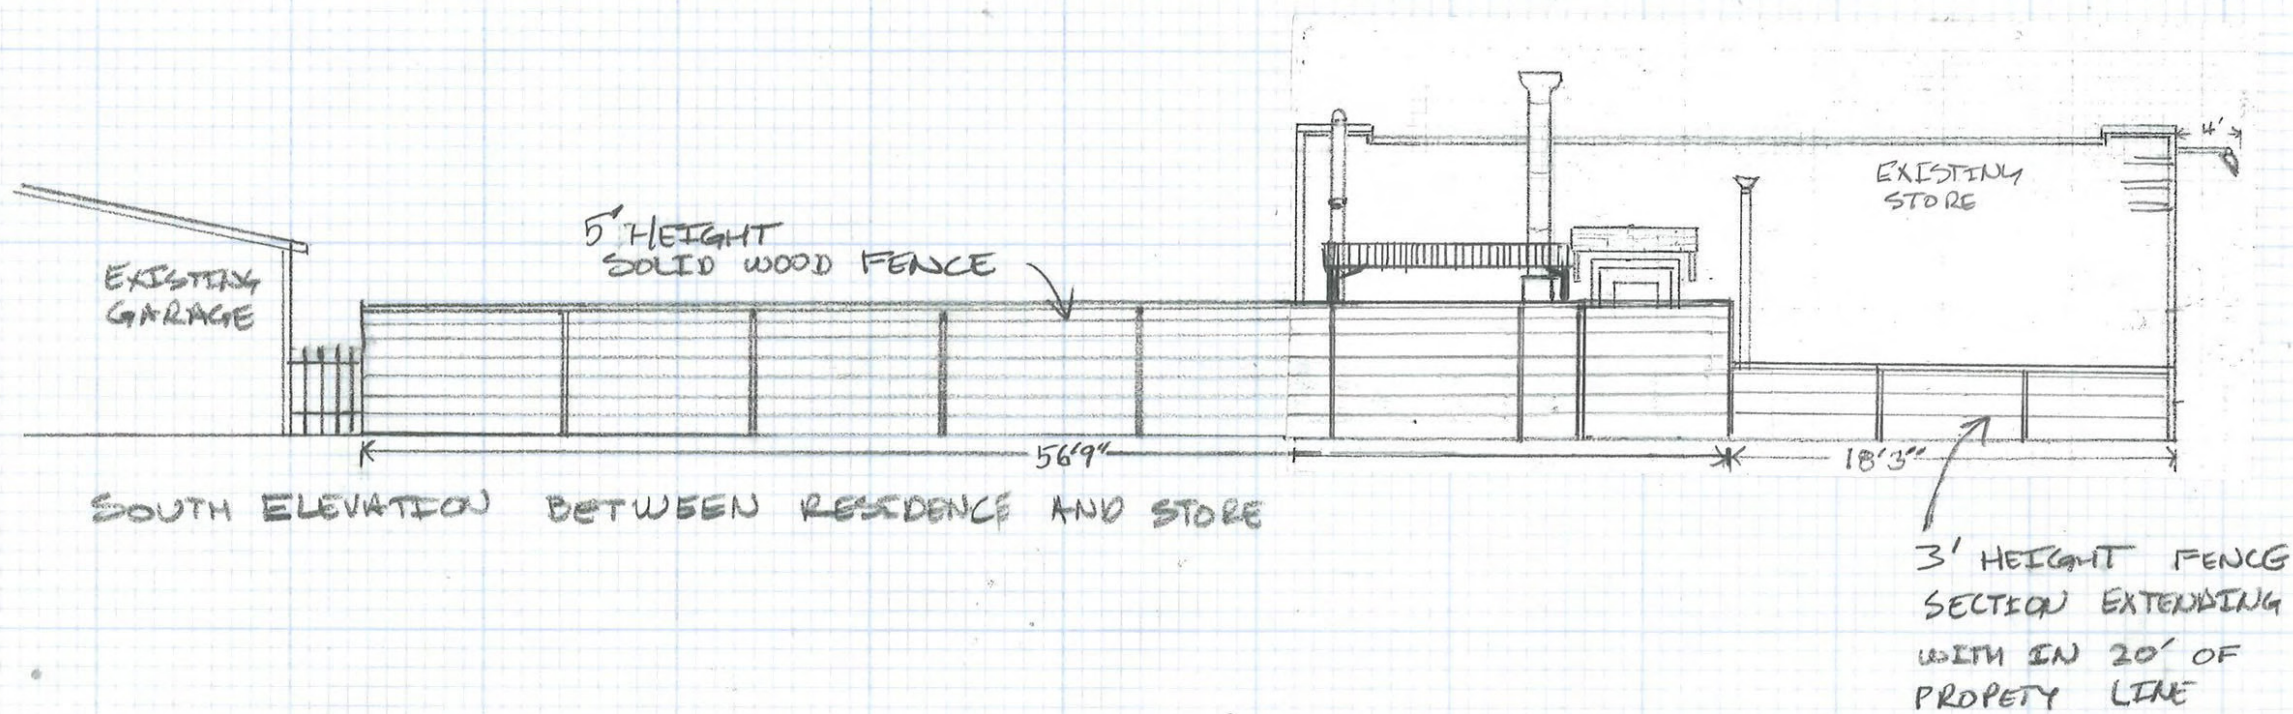 4'
EXISTING
STORE
5' HEIGHT
SOLID WOOD FENCE
EXISTING
GARAGE
56'9"
18'3"
SOUTH ELEVATION BETWEEN RESIDENCE AND STORE
3' HEIGHT FENCE
SECTION EXTENDING
WITH IN 20' OF
PROPETY LINE